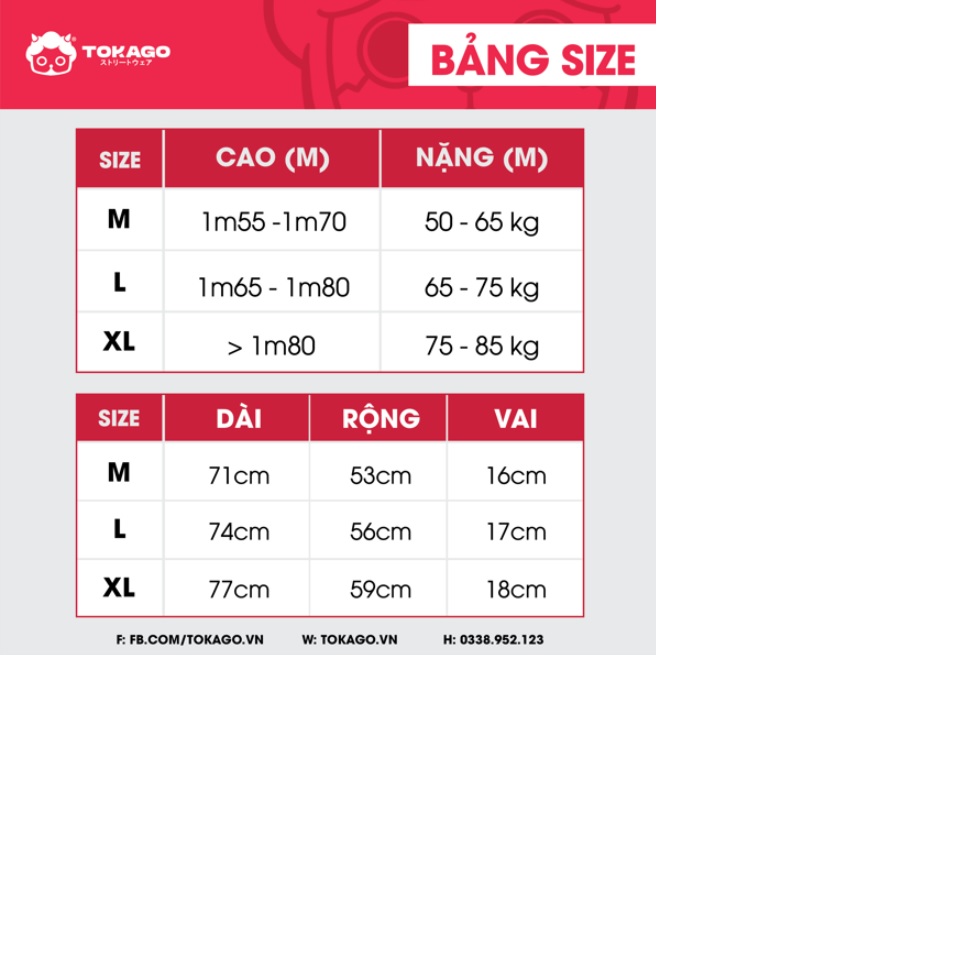 TOKAGO
ストリートウェア
BẢNG SIZE
SIZE CAO (M) NẶNG (M)
M 1m55 -1m70 50 - 65 kg
L 1m65 - 1m80 65 - 75 kg
XL > 1m80 75 - 85 kg
SIZE DÀI RỘNG VAI
M 71cm 53cm 16cm
L 74cm 56cm 17cm
XL 77cm 59cm 18cm
F: FB.COM/TOKAGO.VN W: TOKAGO.VN H: 0338.952.123